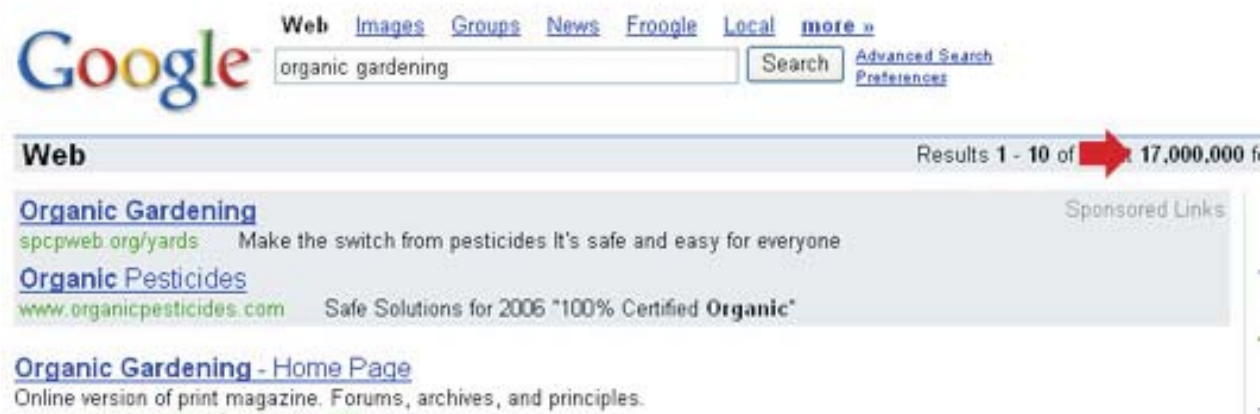 Google
Web Images Groups News Froogle Local more »
organic gardening Search Advanced Search
Preferences
Web Results 1 - 10 of 17,000,000
Organic Gardening Sponsored Links
spcpweb.org/yards Make the switch from pesticides It's safe and easy for everyone
Organic Pesticides
www.organicpesticides.com Safe Solutions for 2006 "100% Certified Organic"
Organic Gardening - Home Page
Online version of print magazine. Forums, archives, and principles.